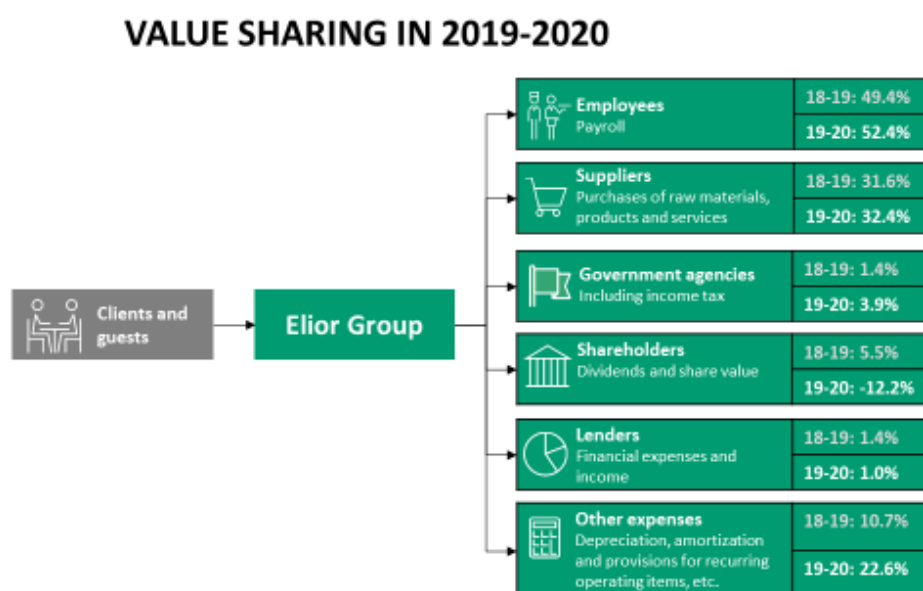 VALUE SHARING IN 2019-2020
Employees
Payroll
18-19: 49.4%
19-20: 52.4%
Suppliers
Purchases of raw materials,
products and services
18-19: 31.6%
19-20: 32.4%
Government agencies
Including income tax
18-19: 1.4%
19-20: 3.9%
Clients and
guests
Elior Group
Shareholders
Dividends and share value
18-19: 5.5%
19-20: -12.2%
Lenders
Financial expenses and
income
18-19: 1.4%
19-20: 1.0%
Other expenses
Depreciation, amortization
and provisions for recurring
operating items, etc.
18-19: 10.7%
19-20: 22.6%